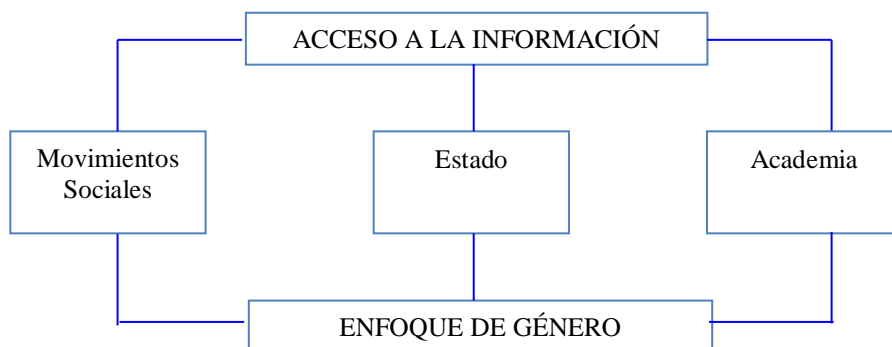 ACCESO A LA INFORMACIÓN
Movimientos
Sociales
Estado
Academia
ENFOQUE DE GÉNERO